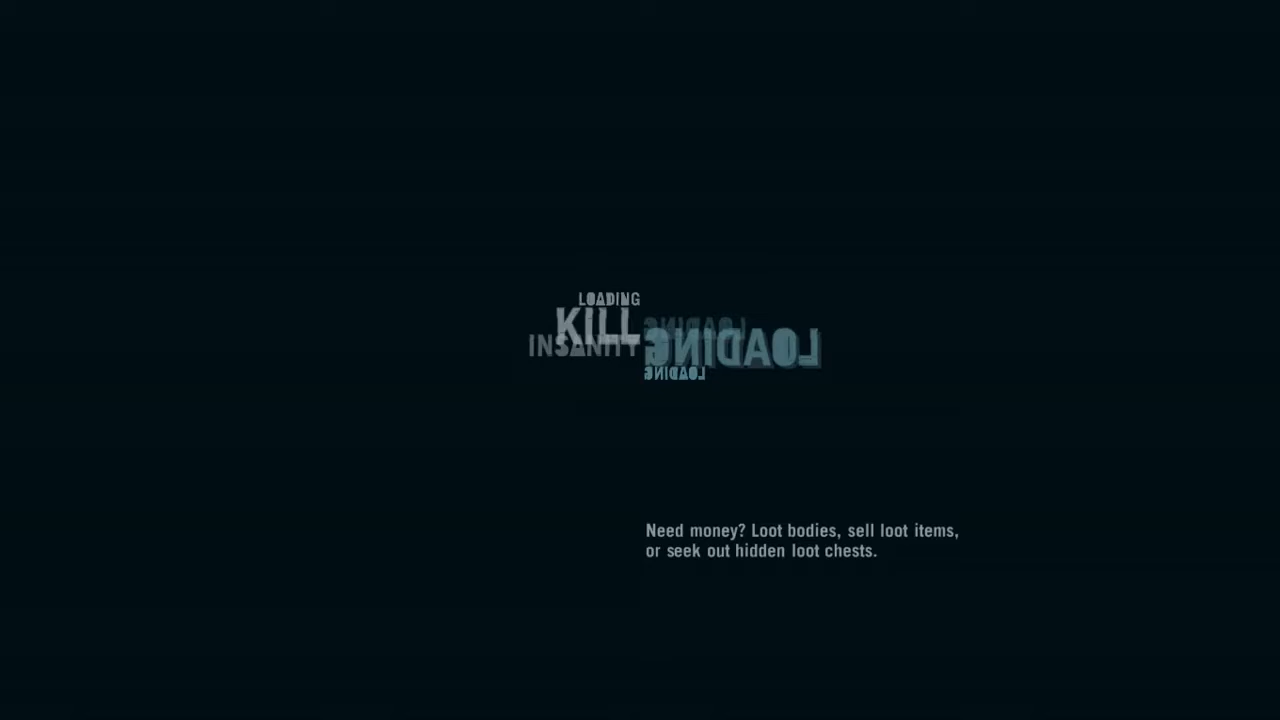 LOADING
KILL
INSANITY
LOADING
LOADING
LOADING
Need money? Loot bodies, sell loot items,
or seek out hidden loot chests.